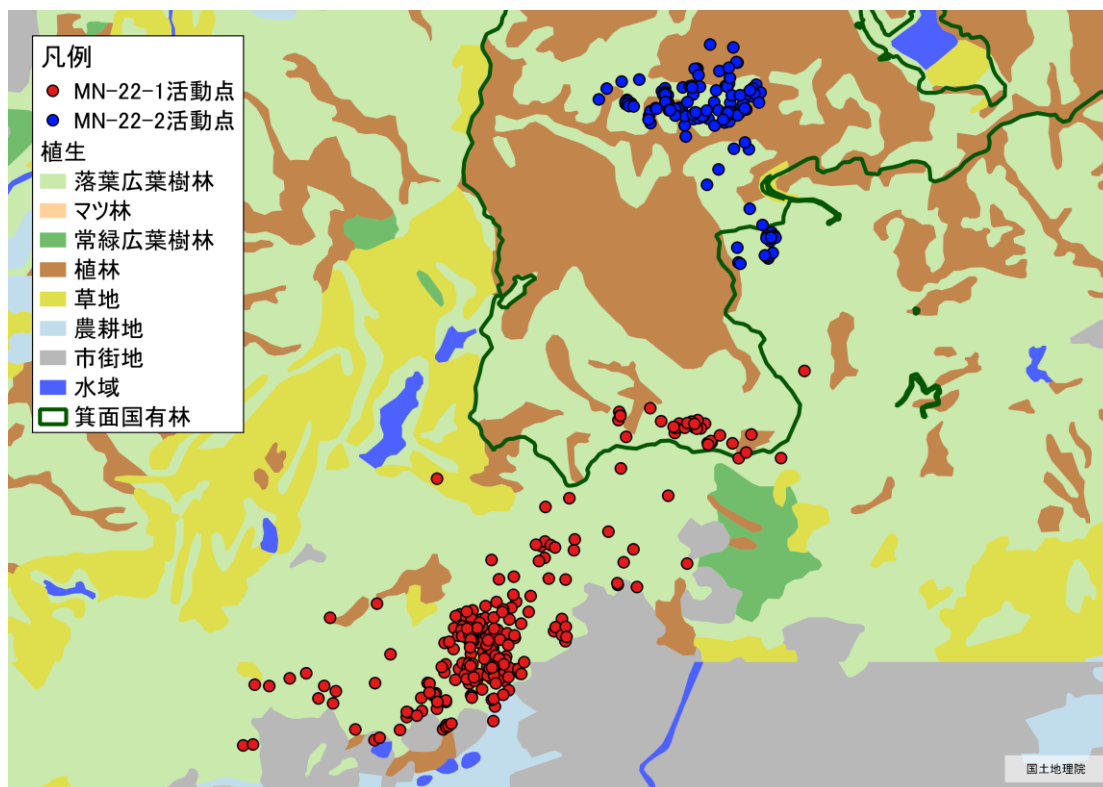 凡例
MN-22-1活動点
MN-22-2活動点
植生
落葉広葉樹林
マツ林
常緑広葉樹林
植林
草地
農耕地
市街地
水域
箕面国有林
国土地理院